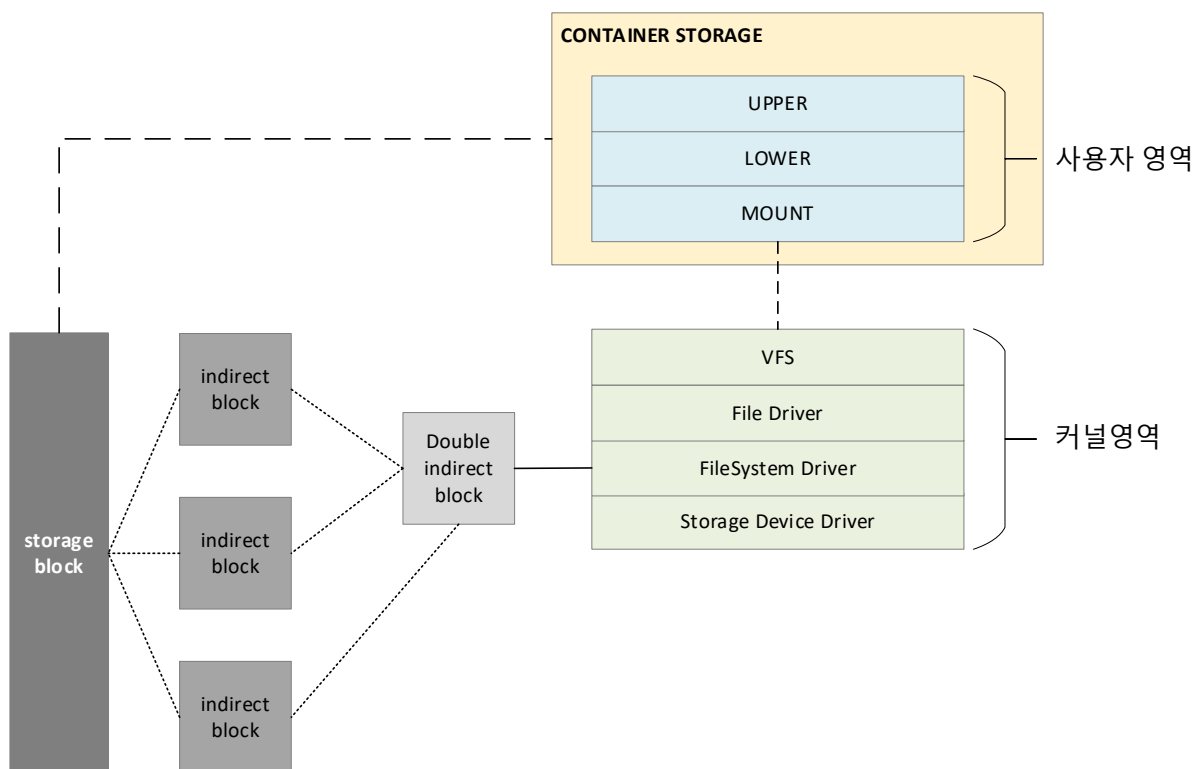 CONTAINER STORAGE
UPPER
LOWER
MOUNT
사용자 영역
VFS
File Driver
FileSystem Driver
Storage Device Driver
커널영역
storage
block
indirect
block
indirect
block
indirect
block
Double
indirect
block